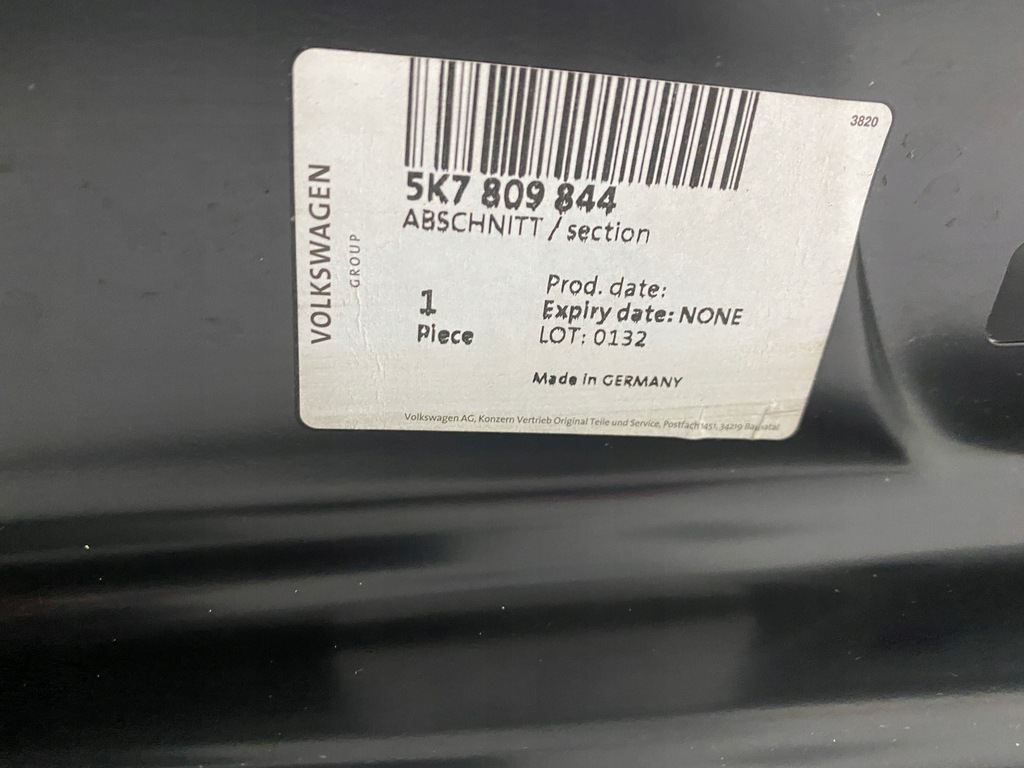 3820
5K7 809 844
ABSCHNITT / section
VOLKSWAGEN
GROUP
1
Piece
Prod. date:
Expiry date: NONE
LOT: 0132
Made in GERMANY
Volkswagen AG, Konzern Vertrieb Original Teile und Service, Postfach 1451, 34219 Baunatal